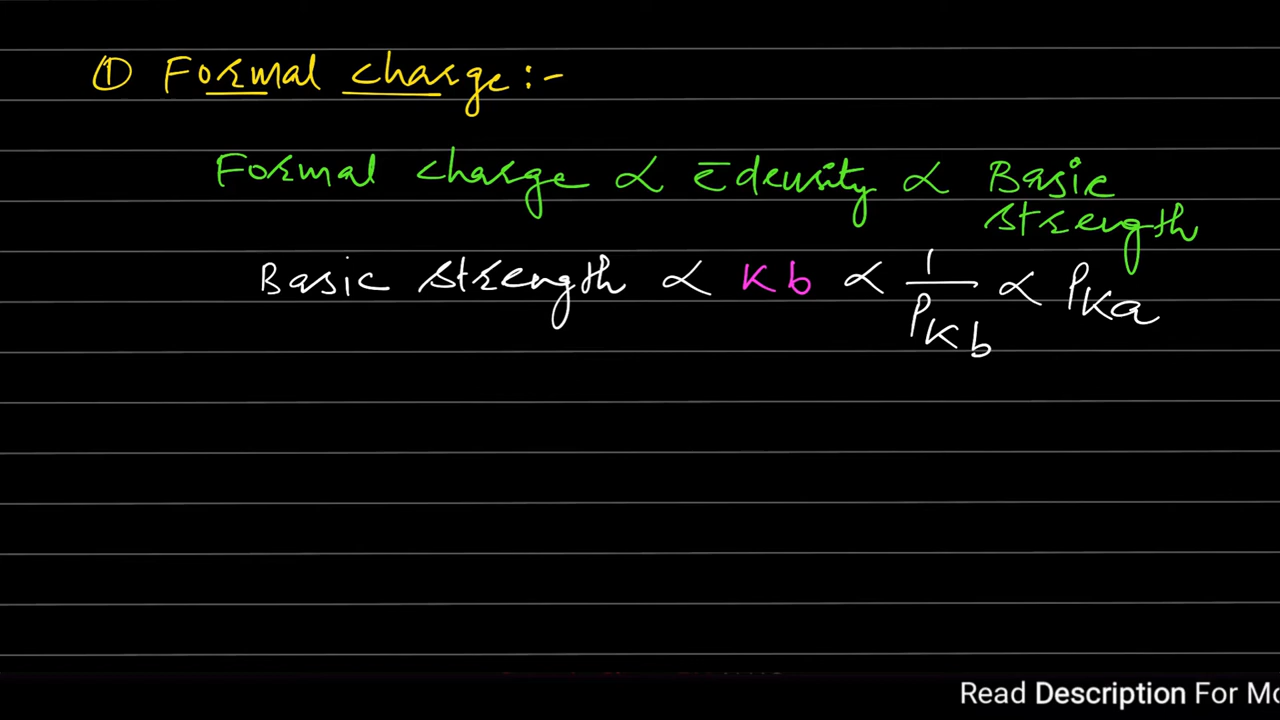 ① Formal charge :-
Formal charge ∝ e̅ density ∝ Basic strength
Basic strength ∝ Kb ∝ 1/PKb ∝ PKa
Read Description For Mo